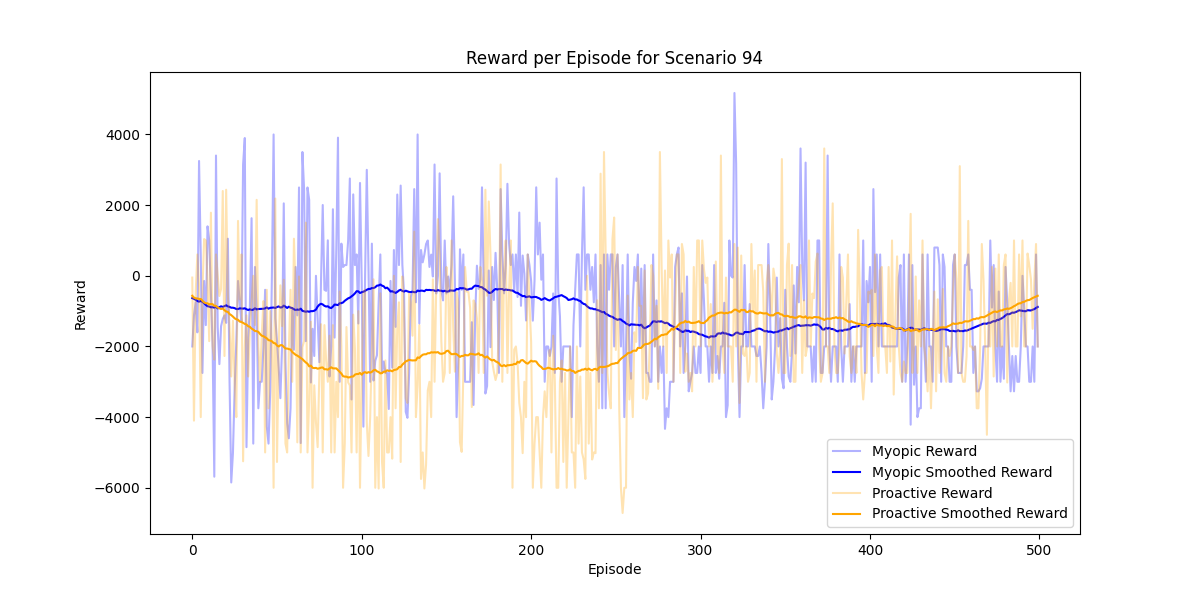 Reward per Episode for Scenario 94
Reward
4000
2000
0
−2000
−4000
−6000
0
100
200
300
400
500
Episode
Myopic Reward
Myopic Smoothed Reward
Proactive Reward
Proactive Smoothed Reward